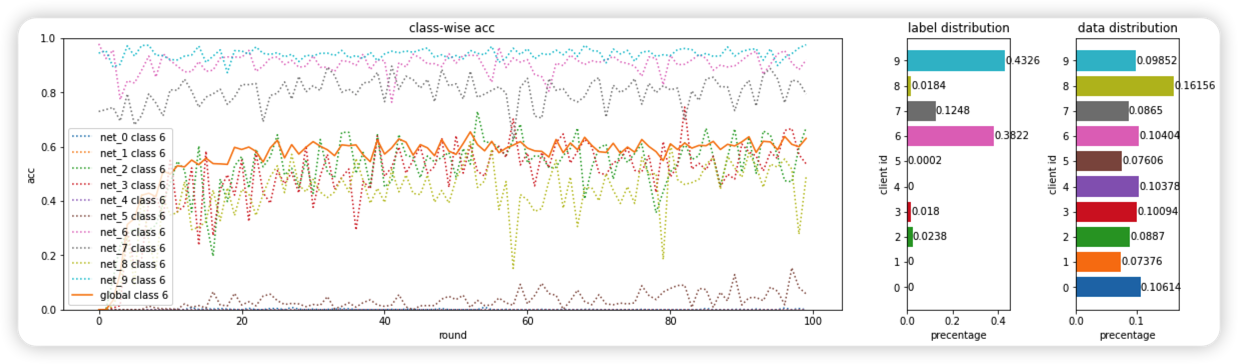 class-wise acc
1.0
0.8
0.6
0.4
0.2
0.0
acc
net_0 class 6
net_1 class 6
net_2 class 6
net_3 class 6
net_4 class 6
net_5 class 6
net_6 class 6
net_7 class 6
net_8 class 6
net_9 class 6
global class 6
0 20 40 60 80 100
round
label distribution
client id
9 0.4326
8 0.0184
7 0.1248
6 0.3822
5 0.0002
4 0
3 0.018
2 0.0238
1 0
0 0
0.0 0.2 0.4
precentage
data distribution
client id
9 0.09852
8 0.16156
7 0.0865
6 0.10404
5 0.07606
4 0.10378
3 0.10094
2 0.0887
1 0.07376
0 0.10614
0.0 0.1
precentage